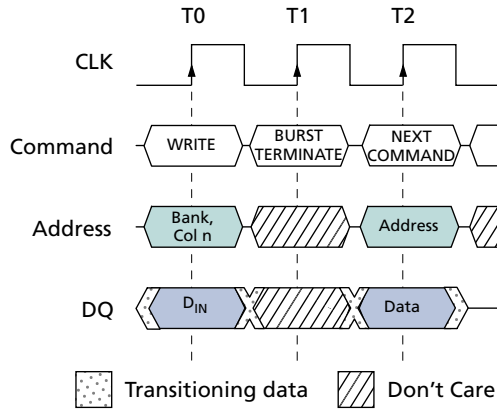 T0 T1 T2
CLK
Command WRITE BURST TERMINATE NEXT COMMAND
Address Bank, Col n Address
DQ DIN Data
Transitioning data Don't Care